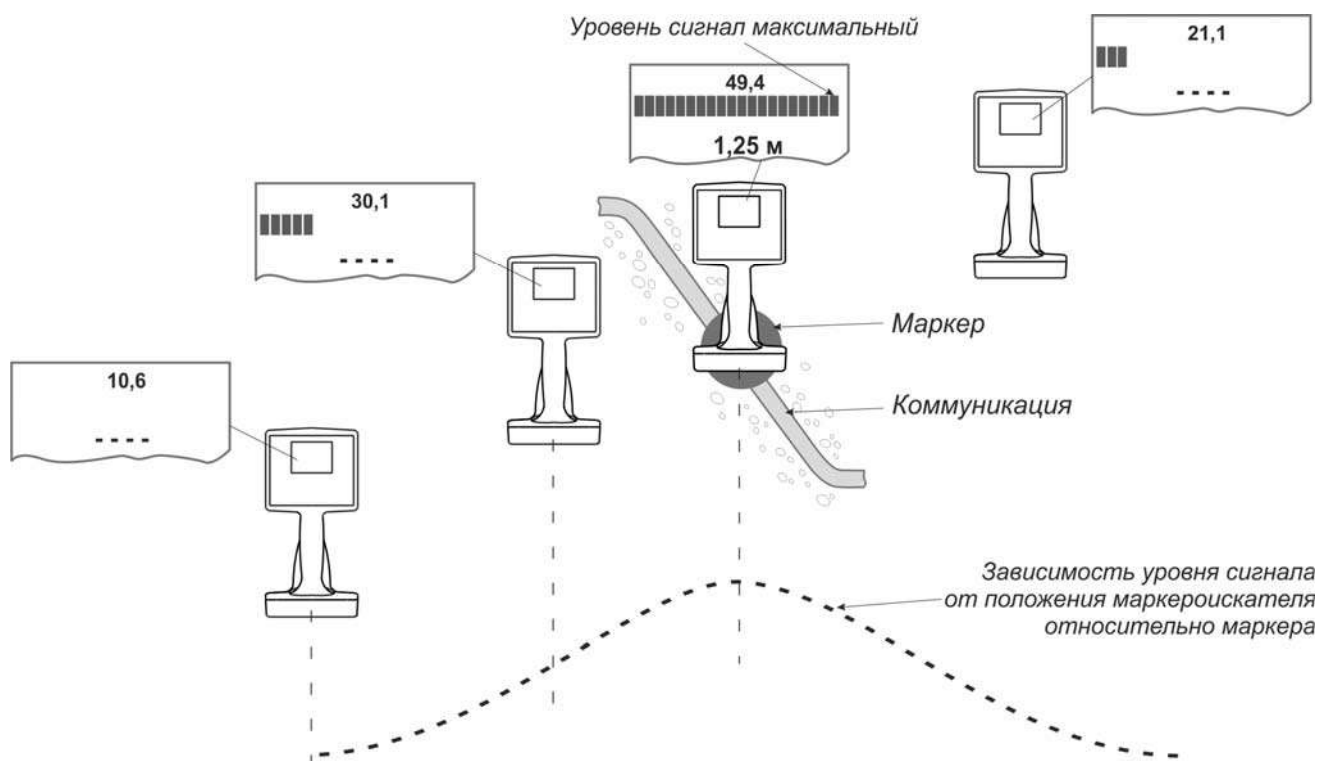 Уровень сигнал максимальный
21,1
- - - -
49,4
1,25 м
30,1
- - - -
Маркер
10,6
- - - -
Коммуникация
Зависимость уровня сигнала
от положения маркероискателя
относительно маркера